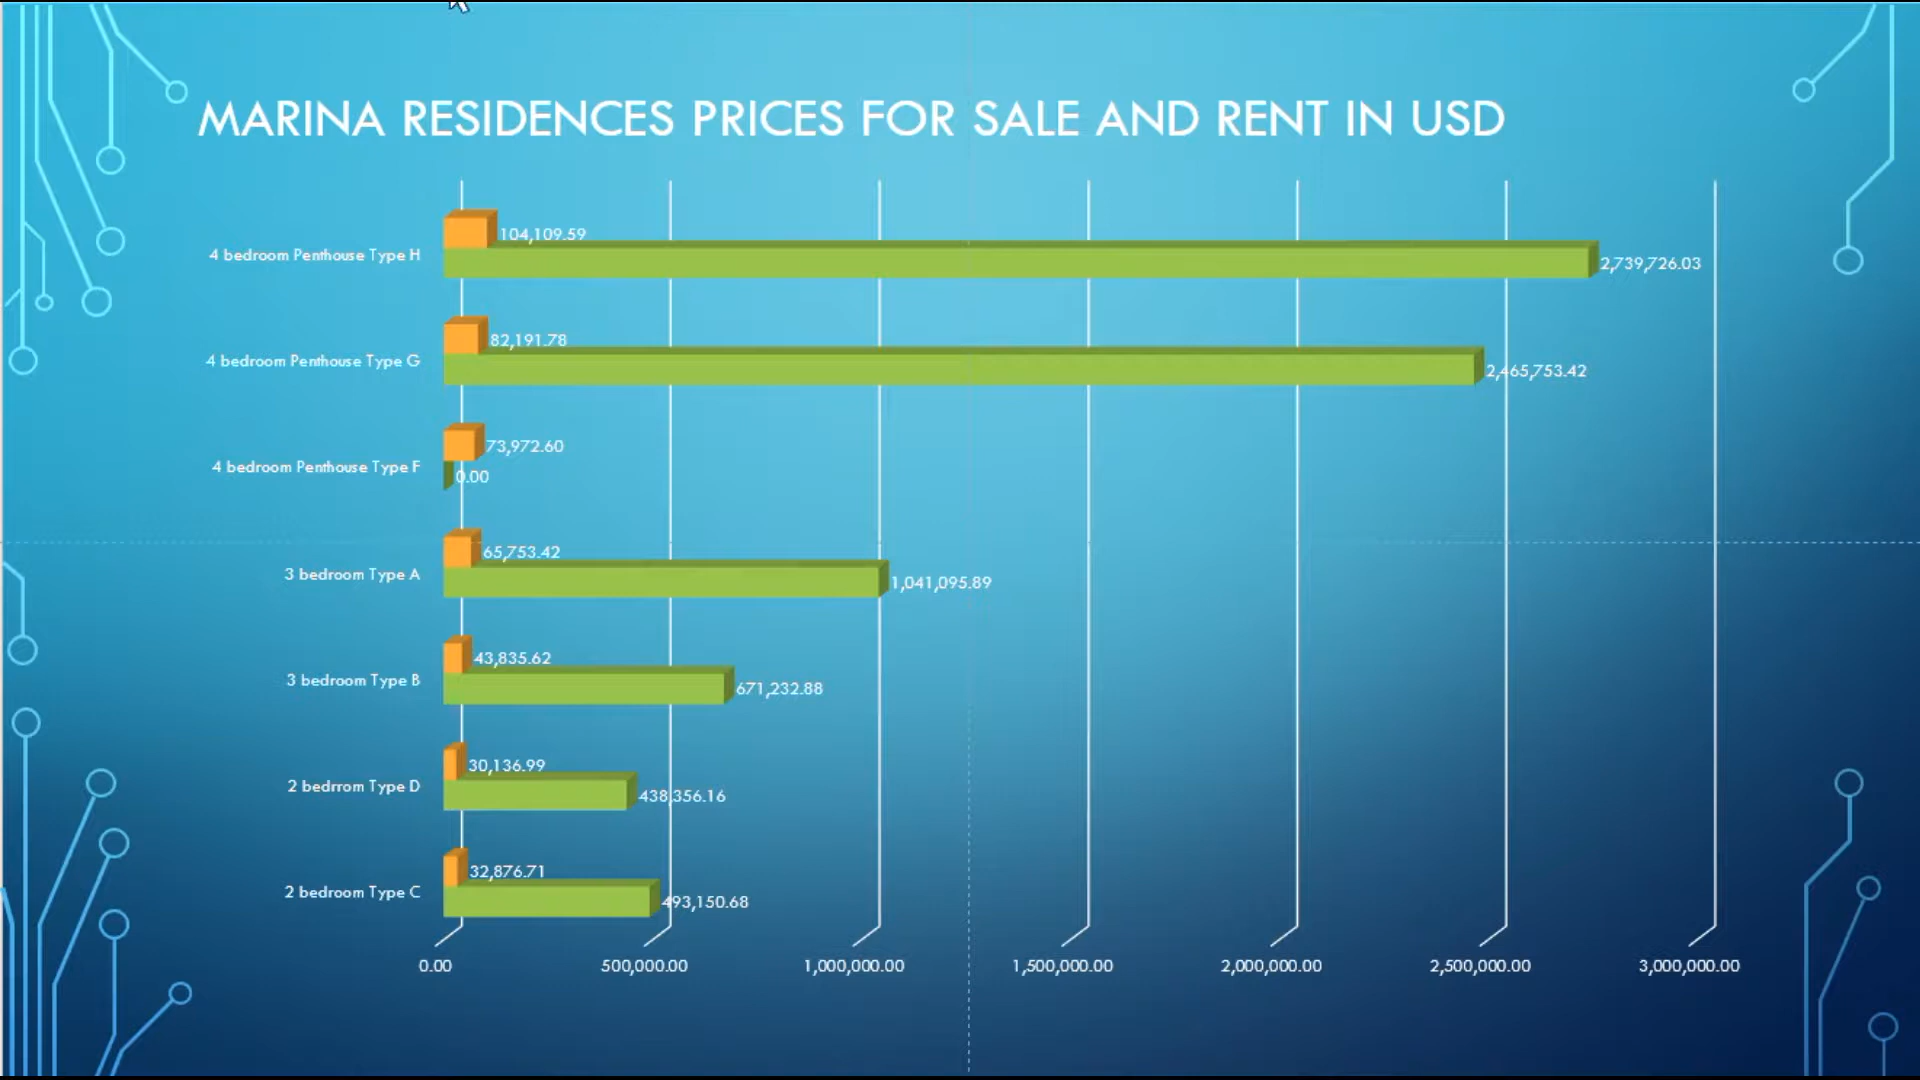 MARINA RESIDENCES PRICES FOR SALE AND RENT IN USD
104,109.59
4 bedroom Penthouse Type H
2,739,726.03
82,191.78
4 bedroom Penthouse Type G
2,465,753.42
73,972.60
4 bedroom Penthouse Type F
0.00
65,753.42
3 bedroom Type A
1,041,095.89
43,835.62
3 bedroom Type B
671,232.88
30,136.99
2 bedrrom Type D
438,356.16
32,876.71
2 bedroom Type C
493,150.68
0.00 500,000.00 1,000,000.00 1,500,000.00 2,000,000.00 2,500,000.00 3,000,000.00